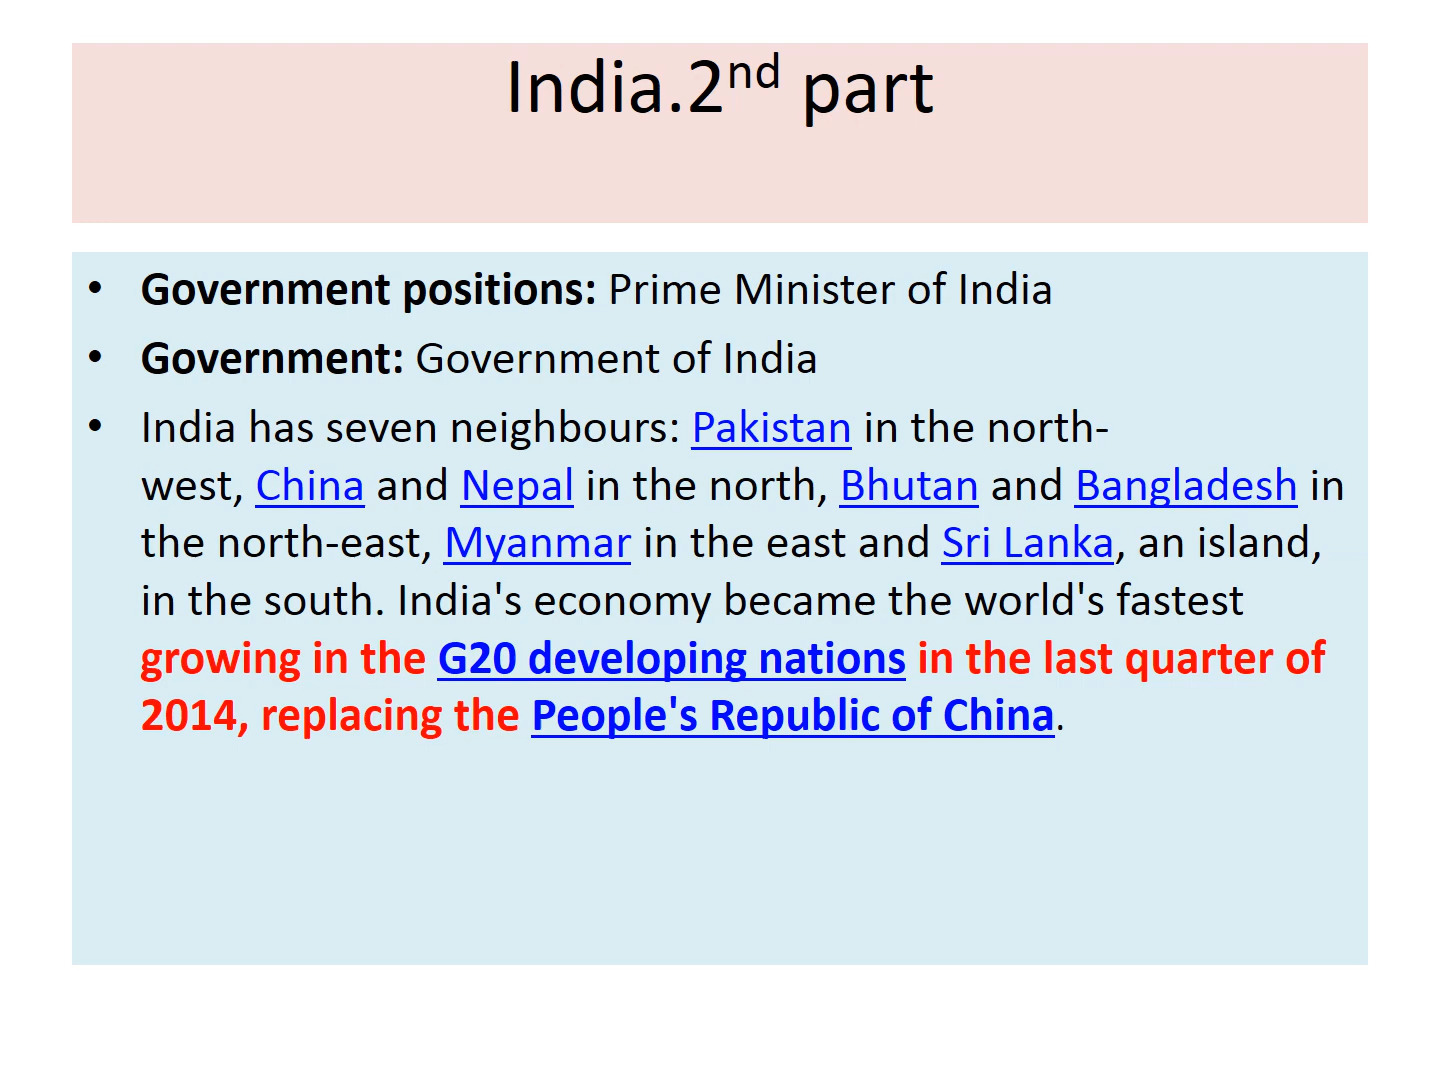 India.2nd part
• Government positions: Prime Minister of India
• Government: Government of India
• India has seven neighbours: Pakistan in the north-
west, China and Nepal in the north, Bhutan and Bangladesh in
the north-east, Myanmar in the east and Sri Lanka, an island,
in the south. India's economy became the world's fastest
growing in the G20 developing nations in the last quarter of
2014, replacing the People's Republic of China.